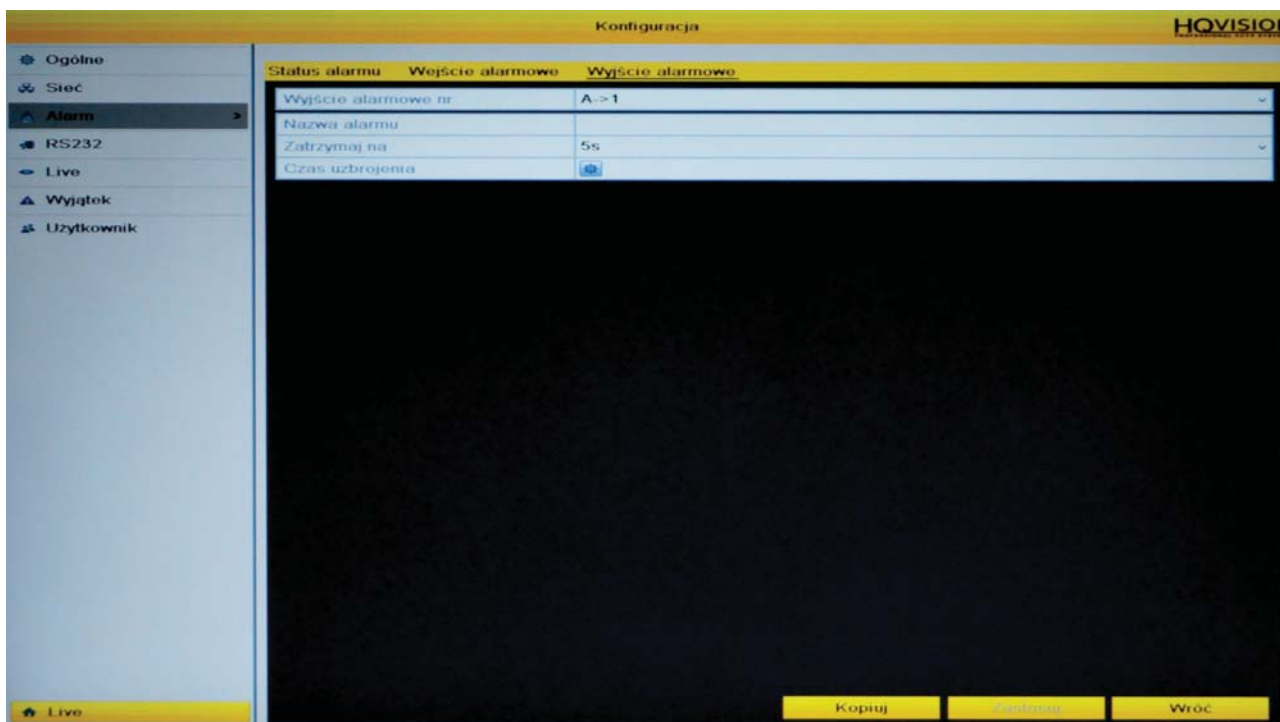 Konfiguracja
HQVISION
Ogólne
Sieć
Alarm
RS232
Live
Wyjątek
Użytkownik
Status alarmu Wejście alarmowe Wyjście alarmowe
Wyjście alarmowe nr A->1
Nazwa alarmu
Zatrzymaj na 5s
Czas uzbrojenia
Live
Kopiuj Zastosuj Wróć